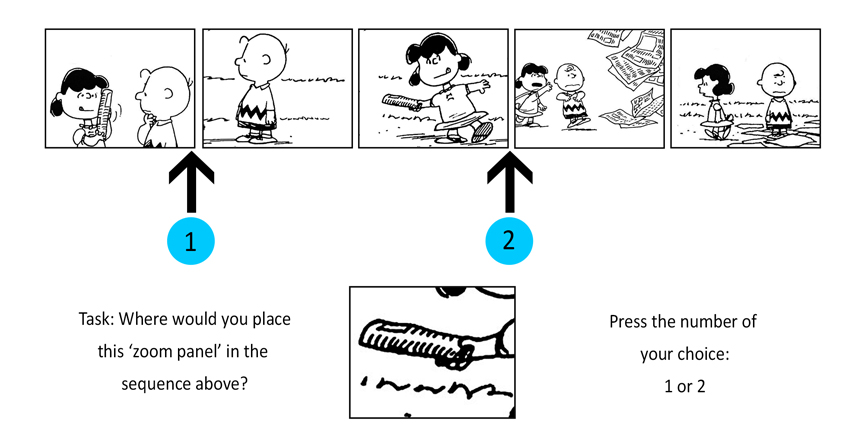 1
2
Task: Where would you place
this ‘zoom panel’ in the
sequence above?
Press the number of
your choice:
1 or 2